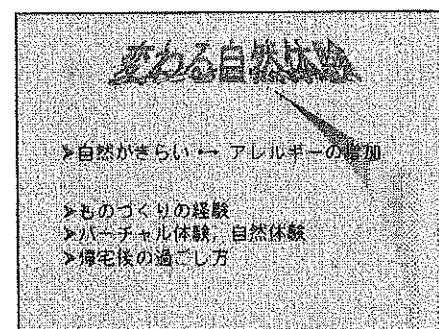 変わる自然体験
➢自然がきらい ↔ アレルギーの増加
➢ものづくりの経験
➢バーチャル体験，自然体験
➢帰宅後の過ごし方